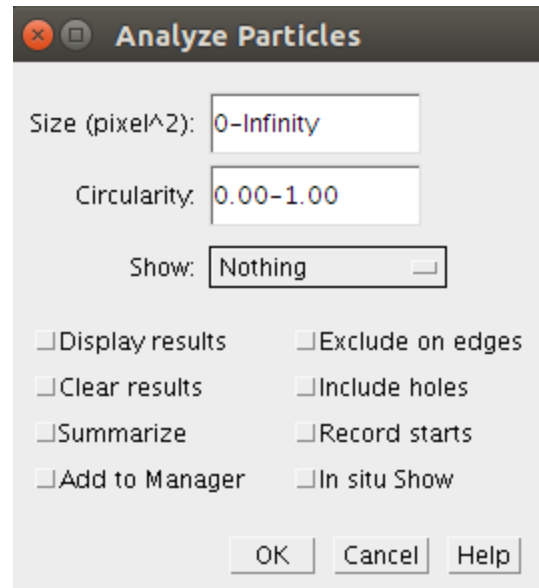 Analyze Particles
Size (pixel^2): 0-Infinity
Circularity: 0.00-1.00
Show: Nothing
Display results Exclude on edges
Clear results Include holes
Summarize Record starts
Add to Manager In situ Show
OK Cancel Help